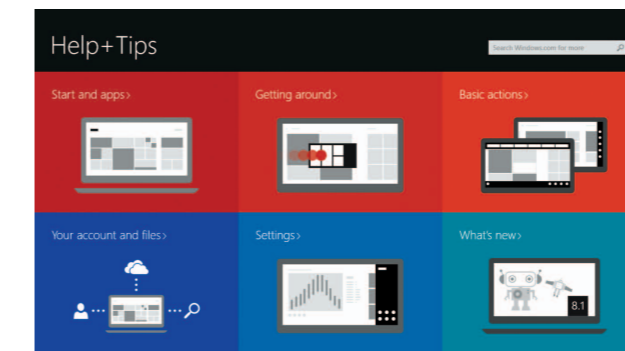 Help+Tips
Search Windows.com for more
Start and apps>
Getting around>
Basic actions>
Your account and files>
Settings>
What's new>
8.1